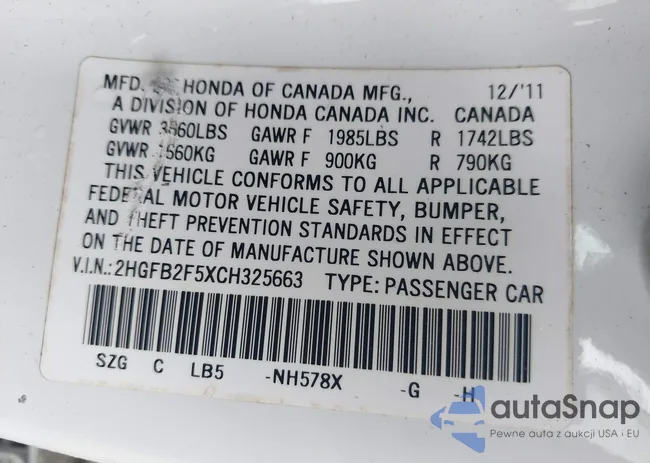 MFD. HONDA OF CANADA MFG., 12/'11
A DIVISION OF HONDA CANADA INC. CANADA
GVWR LBS GAWR F 1985LBS R 1742LBS
GVWR 1560KG GAWR F 900KG R 790KG
THIS VEHICLE CONFORMS TO ALL APPLICABLE
FEDERAL MOTOR VEHICLE SAFETY, BUMPER,
AND THEFT PREVENTION STANDARDS IN EFFECT
ON THE DATE OF MANUFACTURE SHOWN ABOVE.
V.I.N.:2HGFB2F5XCH325663 TYPE: PASSENGER CAR
SZG C LB5 -NH578X -G -H
autaSnap
Pewne auta z aukcji USA i EU